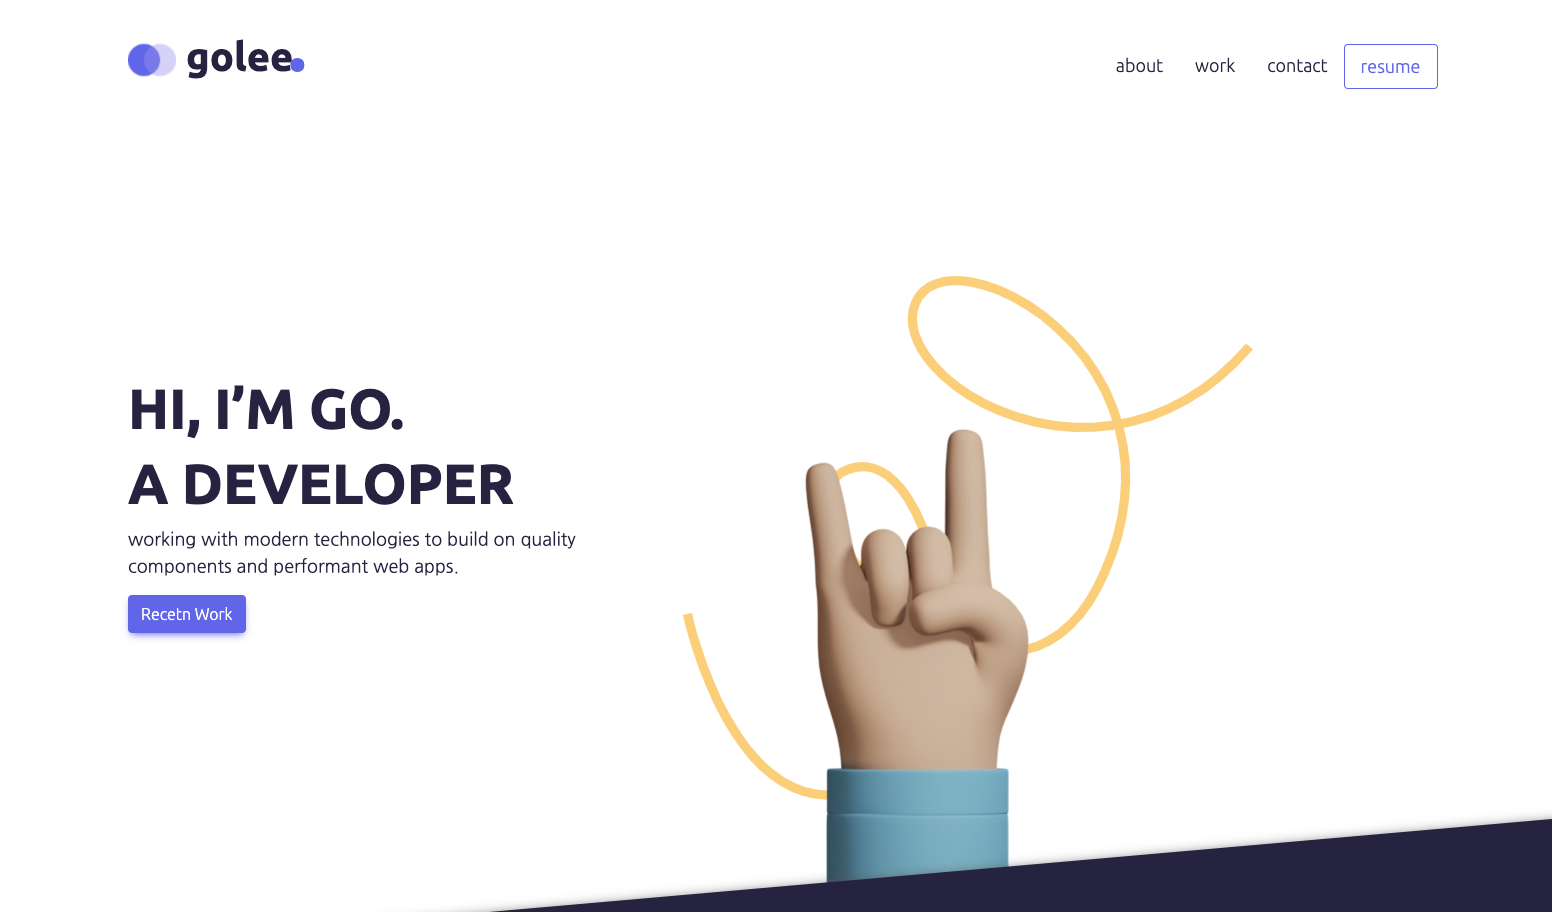 golee.
about
work
contact
resume
HI, I’M GO.
A DEVELOPER
working with modern technologies to build on quality
components and performant web apps.
Recetn Work